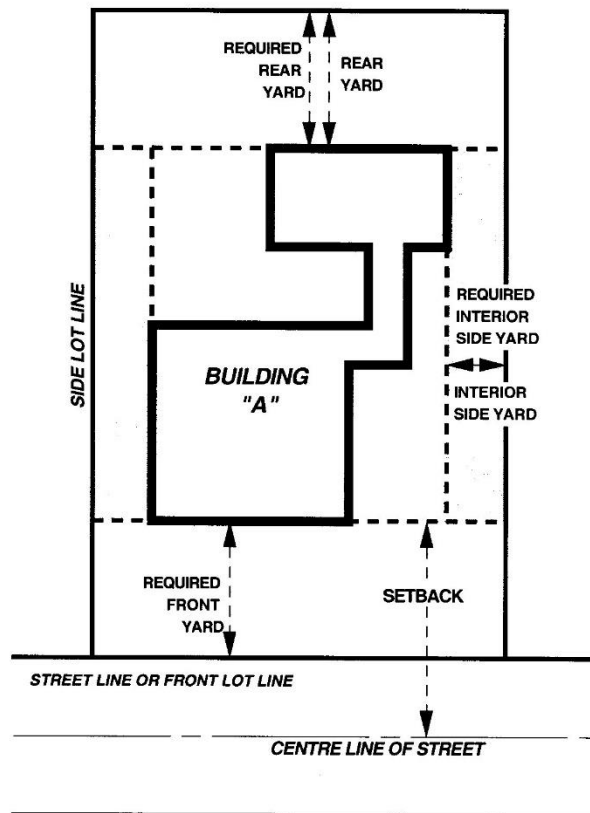 REQUIRED
REAR
YARD
REAR
YARD
SIDE LOT LINE
REQUIRED
INTERIOR
SIDE YARD
INTERIOR
SIDE YARD
BUILDING
"A"
REQUIRED
FRONT
YARD
SETBACK
STREET LINE OR FRONT LOT LINE
CENTRE LINE OF STREET